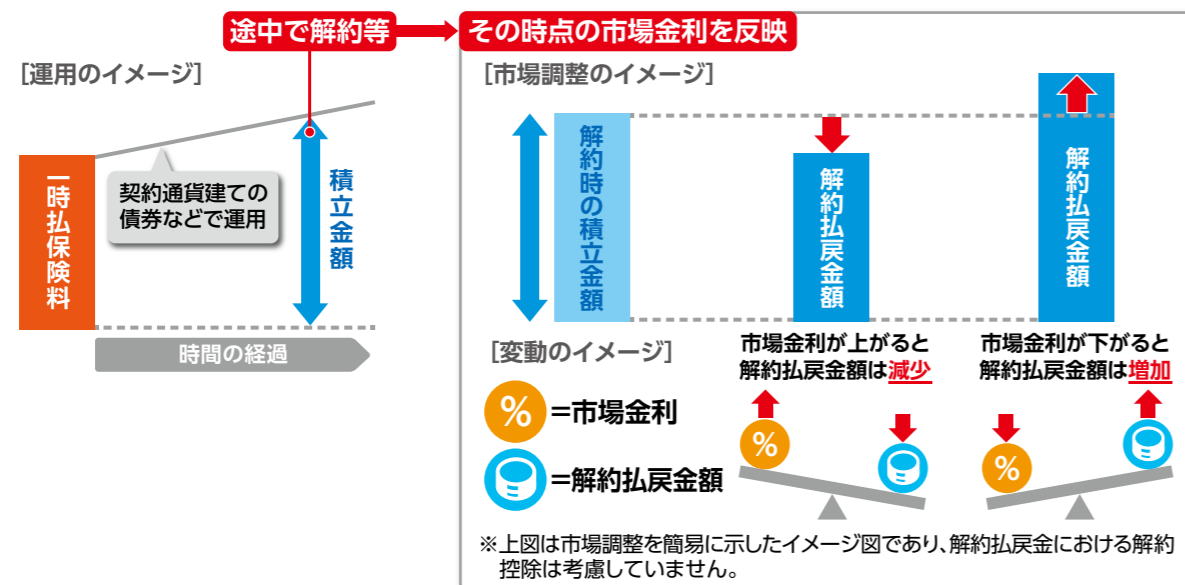 途中で解約等
その時点の市場金利を反映
[運用のイメージ]
一時払保険料
契約通貨建ての
債券などで運用
積立金額
時間の経過
[市場調整のイメージ]
解約時の積立金額
解約払戻金額
解約払戻金額
市場金利が上がると
解約払戻金額は減少
市場金利が下がると
解約払戻金額は増加
[変動のイメージ]
%=市場金利
=解約払戻金額
%
%
※上図は市場調整を簡易に示したイメージ図であり、解約払戻金における解約
控除は考慮していません。